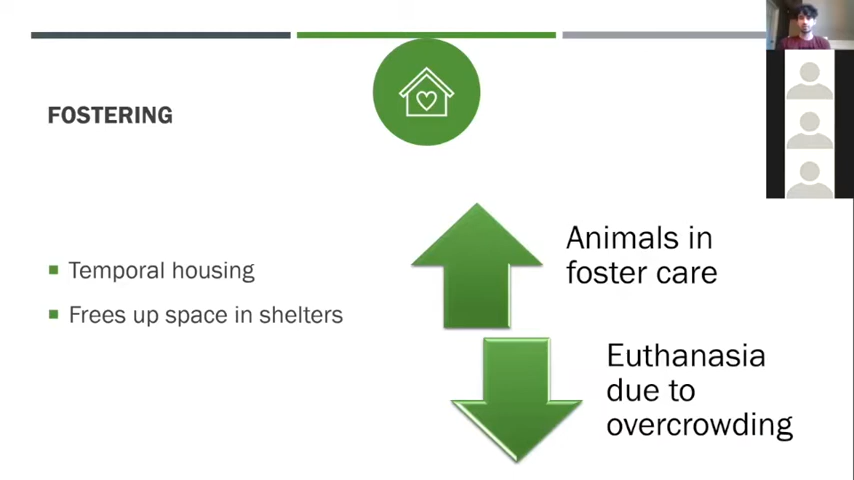 FOSTERING
Temporal housing
Frees up space in shelters
Animals in
foster care
Euthanasia
due to
overcrowding